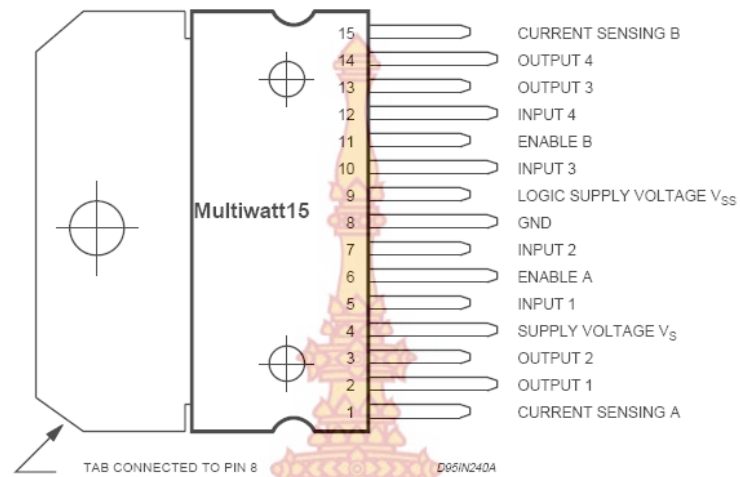 15 CURRENT SENSING B
14 OUTPUT 4
13 OUTPUT 3
12 INPUT 4
11 ENABLE B
10 INPUT 3
9 LOGIC SUPPLY VOLTAGE VSS
Multiwatt15
8 GND
7 INPUT 2
6 ENABLE A
5 INPUT 1
4 SUPPLY VOLTAGE VS
3 OUTPUT 2
2 OUTPUT 1
1 CURRENT SENSING A
TAB CONNECTED TO PIN 8
D95IN240A